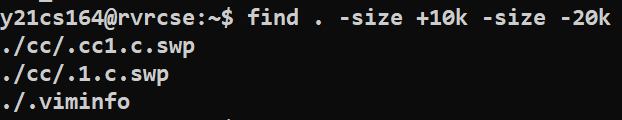 y21cs164@rvrcse:~$ find . -size +10k -size -20k
./cc/.cc1.c.swp
./cc/.1.c.swp
./.viminfo